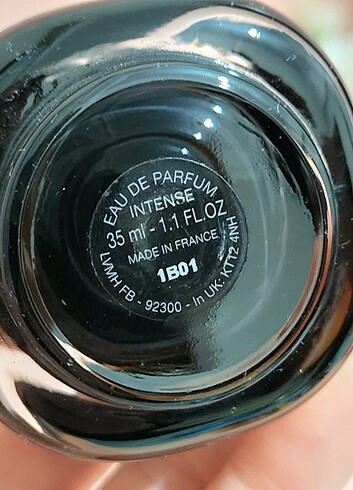 EAU DE PARFUM
INTENSE
35 ml - 1.1 FL.OZ
MADE IN FRANCE
1B01
LVMH FB - 92300 - In UK: KT12 4NH